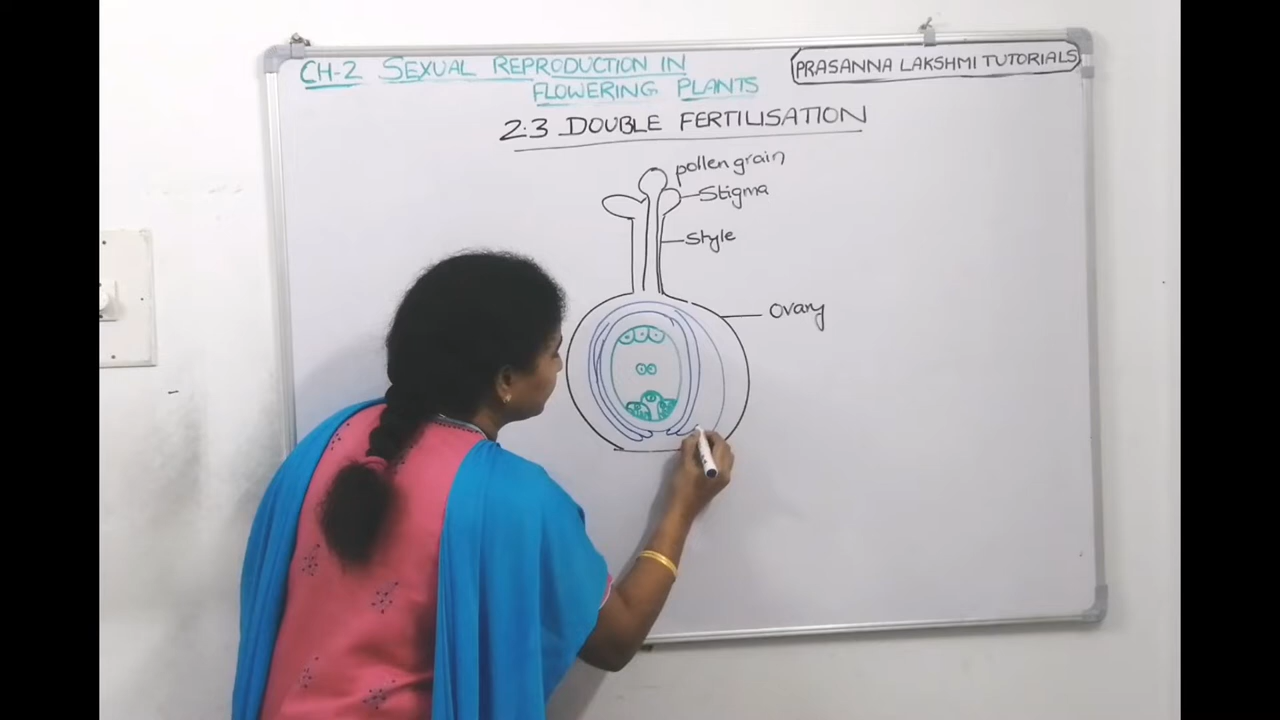 CH-2 SEXUAL REPRODUCTION IN
FLOWERING PLANTS
PRASANNA LAKSHMI TUTORIALS
2.3 DOUBLE FERTILISATION
pollen grain
Stigma
Style
Ovary